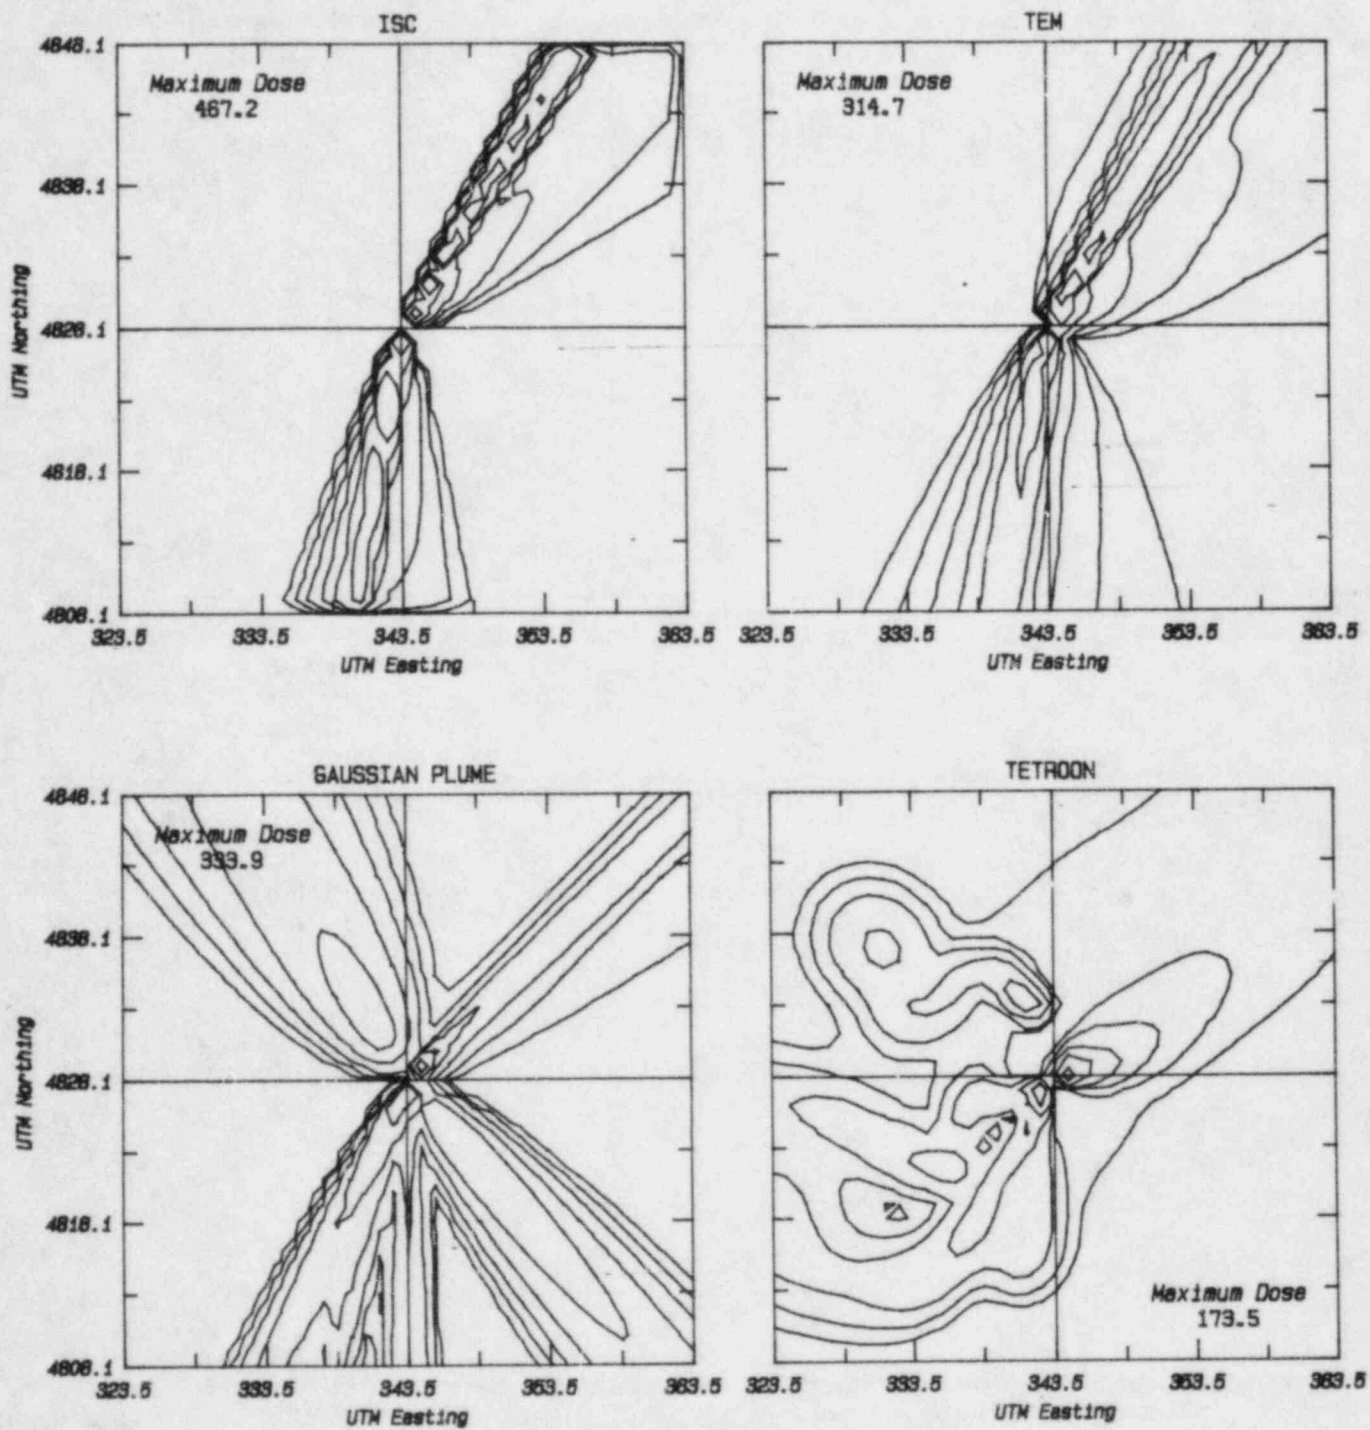 ISC
Maximum Dose
467.2
4848.1
4838.1
4828.1
4818.1
4808.1
UTM Northing
323.5 333.5 343.5 353.5 363.5
UTM Easting
TEM
Maximum Dose
314.7
323.5 333.5 343.5 353.5 363.5
UTM Easting
GAUSSIAN PLUME
Maximum Dose
333.9
4848.1
4838.1
4828.1
4818.1
4808.1
UTM Northing
323.5 333.5 343.5 353.5 363.5
UTM Easting
TETROON
Maximum Dose
173.5
323.5 333.5 343.5 353.5 363.5
UTM Easting